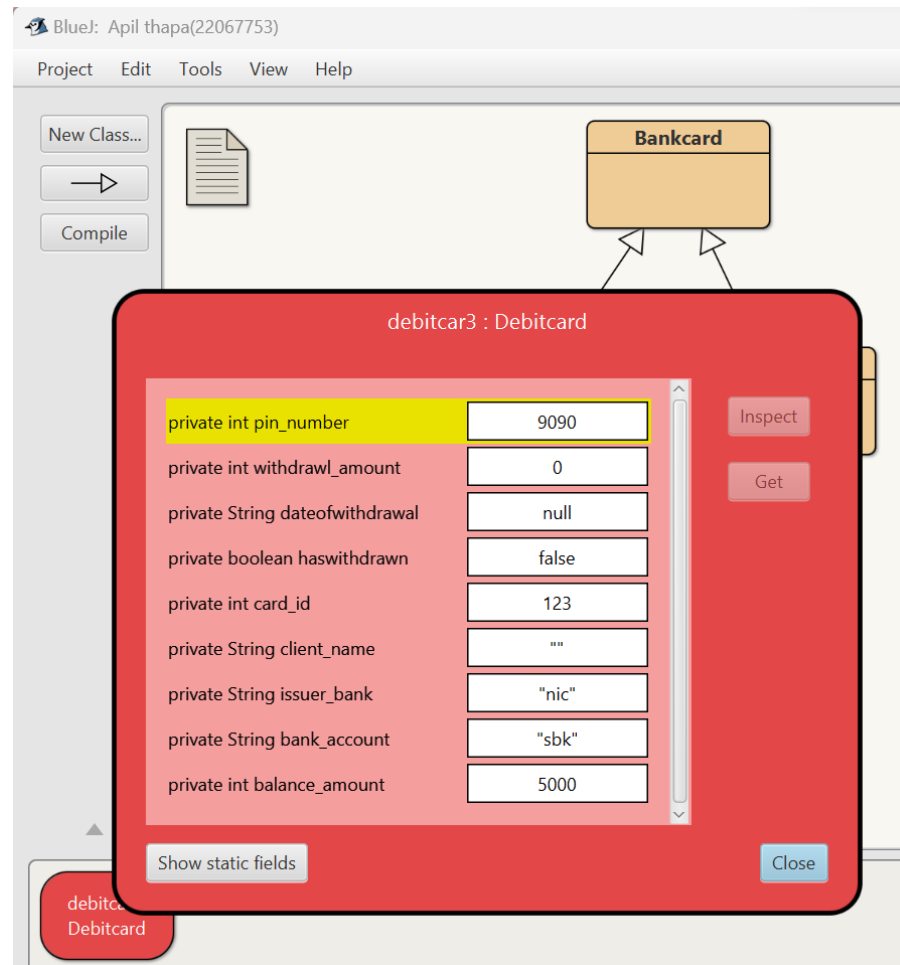 BlueJ: Apil thapa(22067753)
Project Edit Tools View Help
New Class...
Compile
Bankcard
debitcar3 : Debitcard
private int pin_number 9090
private int withdrawl_amount 0
private String dateofwithdrawal null
private boolean haswithdrawn false
private int card_id 123
private String client_name ""
private String issuer_bank "nic"
private String bank_account "sbk"
private int balance_amount 5000
Inspect
Get
Show static fields
Close
Debitcard